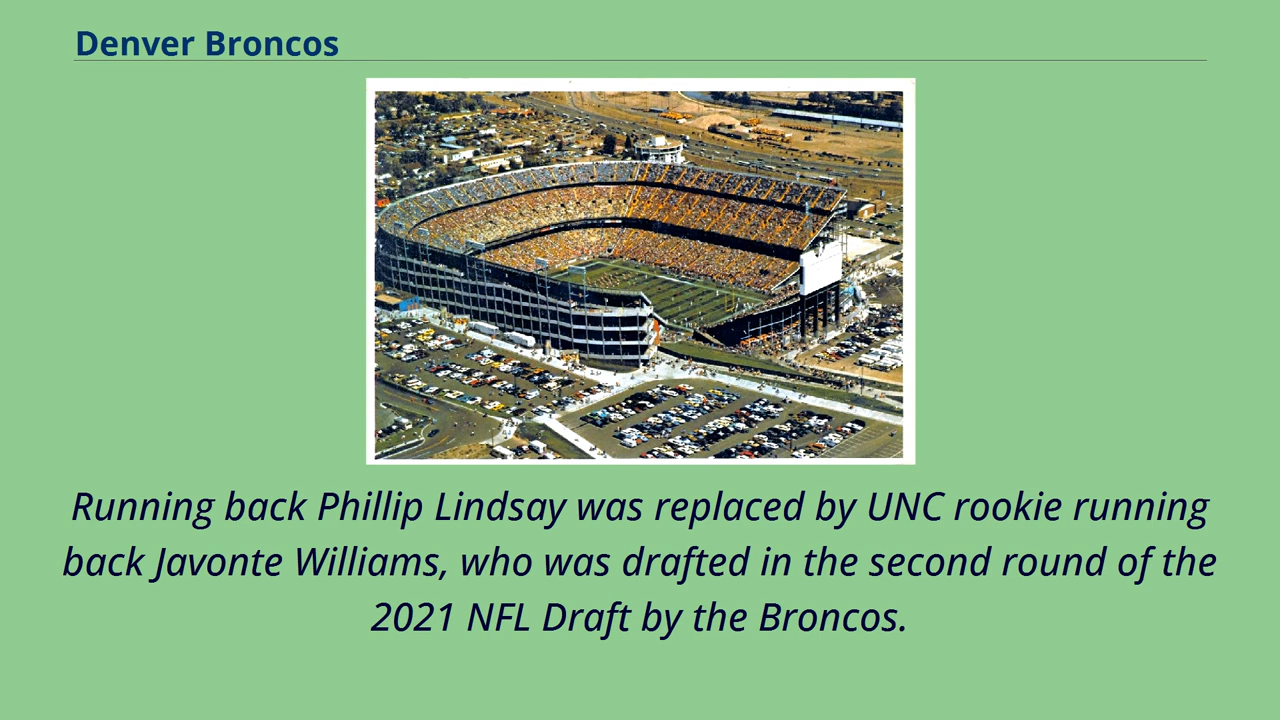 Denver Broncos
Running back Phillip Lindsay was replaced by UNC rookie running
back Javonte Williams, who was drafted in the second round of the
2021 NFL Draft by the Broncos.